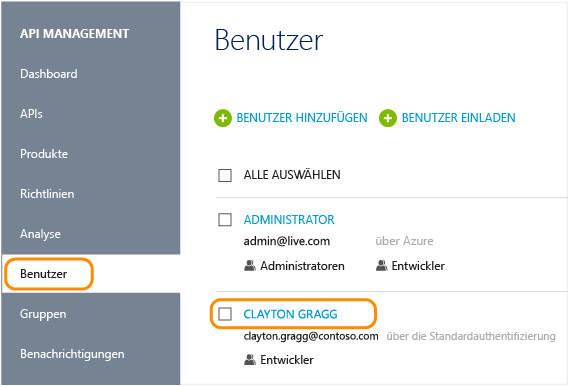 API MANAGEMENT
Dashboard
APIs
Produkte
Richtlinien
Analyse
Benutzer
Gruppen
Benachrichtigungen
Benutzer
BENUTZER HINZUFÜGEN BENUTZER EINLADEN
ALLE AUSWÄHLEN
ADMINISTRATOR
admin@live.com über Azure
Administratoren Entwickler
CLAYTON GRAGG
clayton.gragg@contoso.com über die Standardauthentifizierung
Entwickler